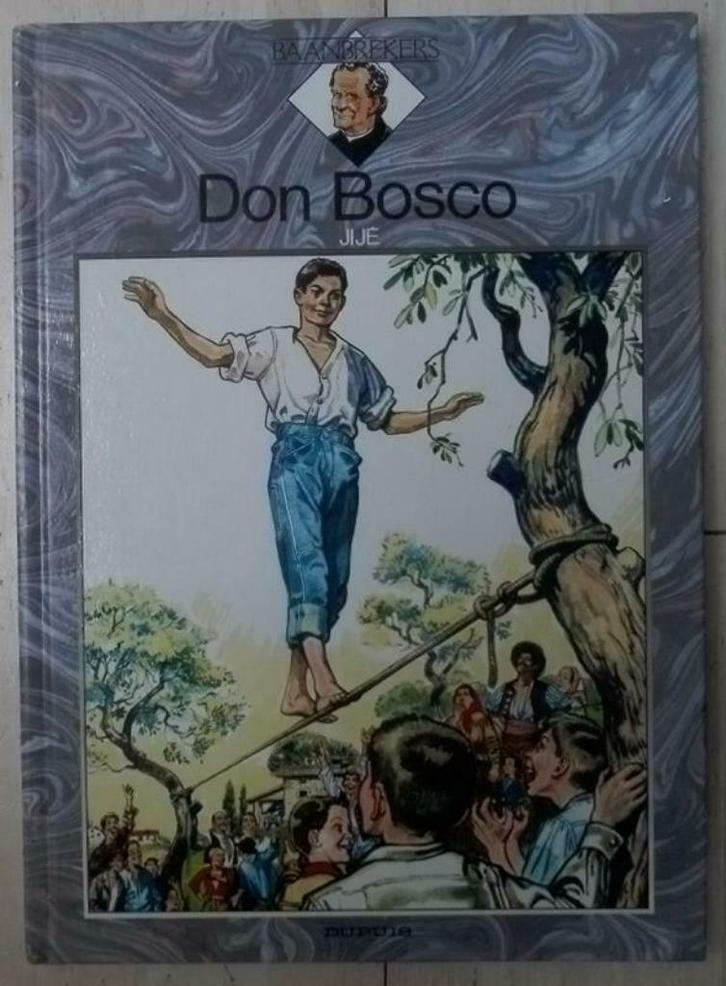 BAANBREKERS
Don Bosco
JIJÉ
DUPUIS